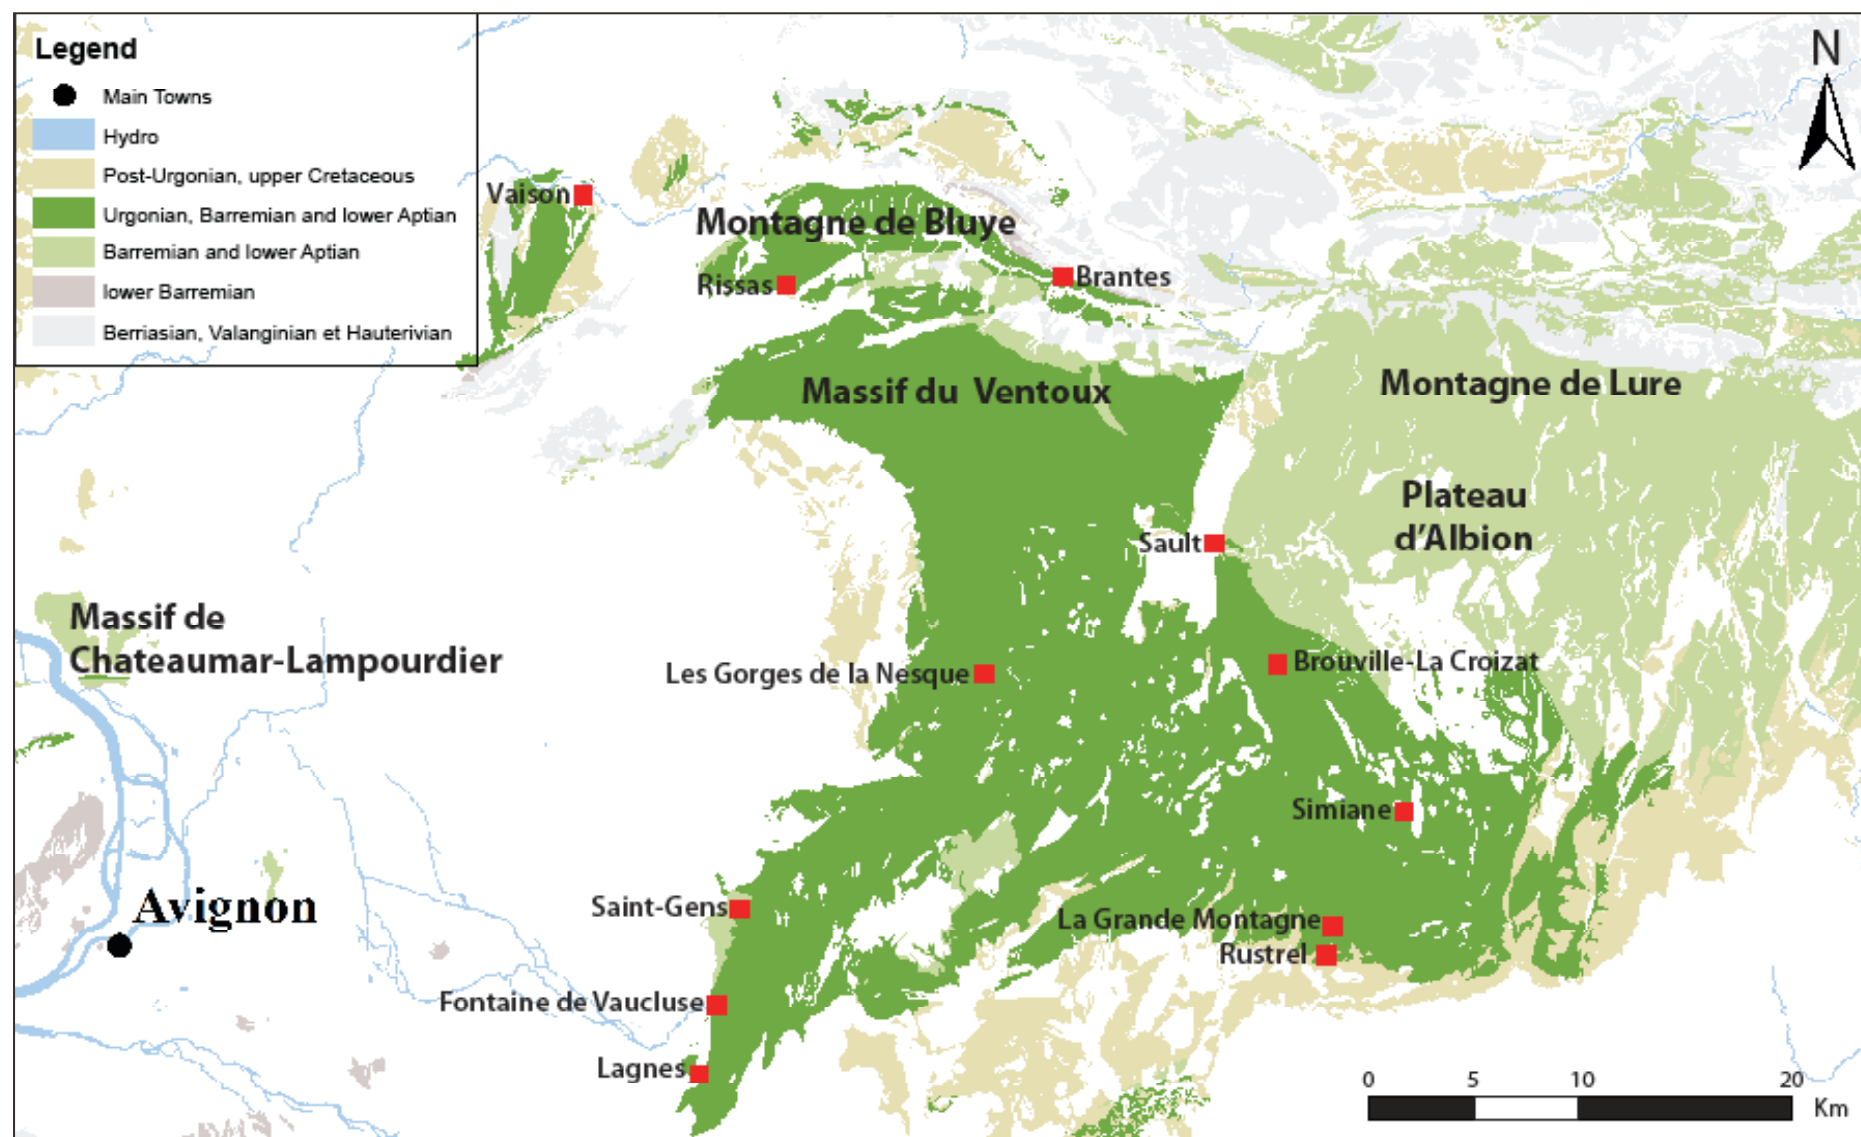 Legend
Main Towns
Hydro
Post-Urgonian, upper Cretaceous
Urgonian, Barremian and lower Aptian
Barremian and lower Aptian
lower Barremian
Berriasian, Valanginian et Hauterivian
N
Vaison
Montagne de Bluye
Rissas
Brantes
Massif du Ventoux
Montagne de Lure
Plateau
d'Albion
Sault
Massif de
Chateaumar-Lampourdier
Les Gorges de la Nesque
Brouville-La Croizat
Simiane
Avignon
Saint-Gens
La Grande Montagne
Rustrel
Fontaine de Vaucluse
Lagnes
0 5 10 20
Km